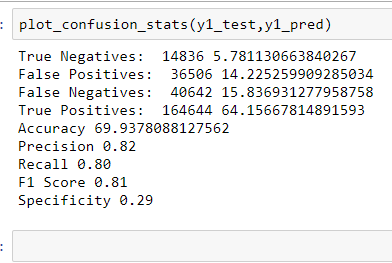 plot_confusion_stats(y1_test,y1_pred)
True Negatives:  14836 5.781130663840267
False Positives:  36506 14.225259909285034
False Negatives:  40642 15.836931277958758
True Positives:  164644 64.15667814891593
Accuracy 69.9378088127562
Precision 0.82
Recall 0.80
F1 Score 0.81
Specificity 0.29